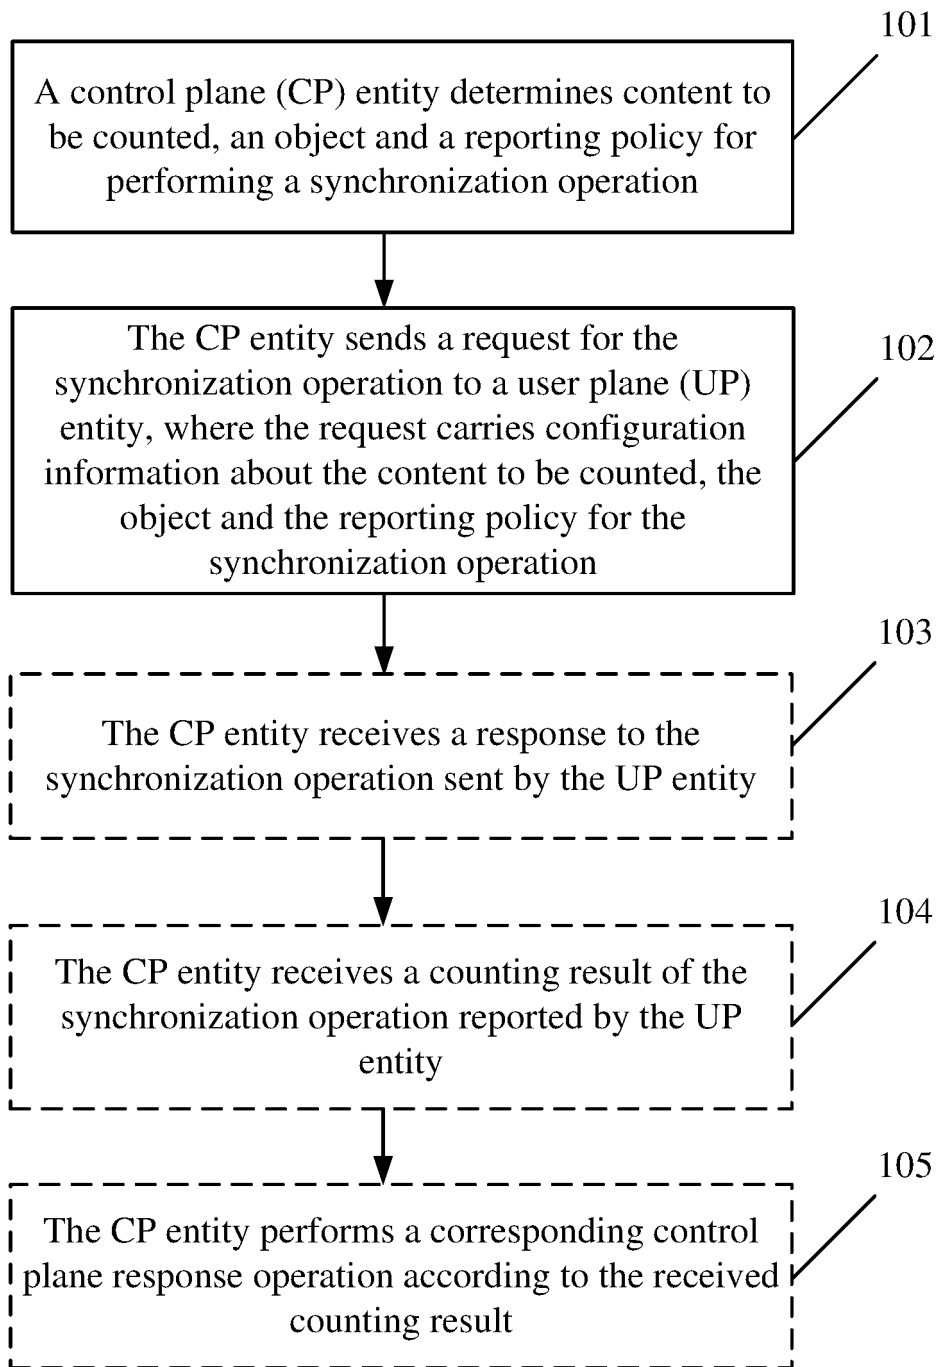 101
A control plane (CP) entity determines content to
be counted, an object and a reporting policy for
performing a synchronization operation
102
The CP entity sends a request for the
synchronization operation to a user plane (UP)
entity, where the request carries configuration
information about the content to be counted, the
object and the reporting policy for the
synchronization operation
103
The CP entity receives a response to the
synchronization operation sent by the UP entity
104
The CP entity receives a counting result of the
synchronization operation reported by the UP
entity
105
The CP entity performs a corresponding control
plane response operation according to the received
counting result